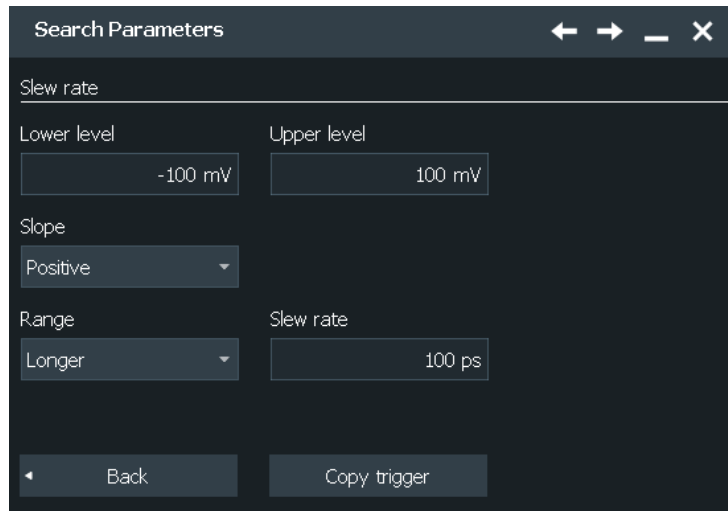 Search Parameters
Slew rate
Lower level Upper level
-100 mV 100 mV
Slope
Positive
Range Slew rate
Longer 100 ps
Back Copy trigger